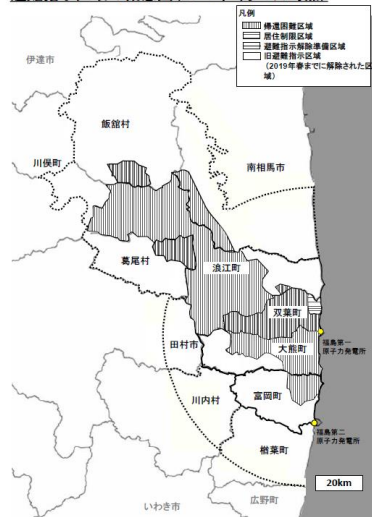 凡例
帰還困難区域
居住制限区域
避難指示解除準備区域
旧避難指示区域
(2019年春までに解除された区域)
伊達市
飯舘村
川俣町
南相馬市
葛尾村
浪江町
双葉町
田村市
大熊町
福島第一
原子力発電所
川内村
富岡町
福島第二
原子力発電所
楢葉町
20km
いわき市
広野町